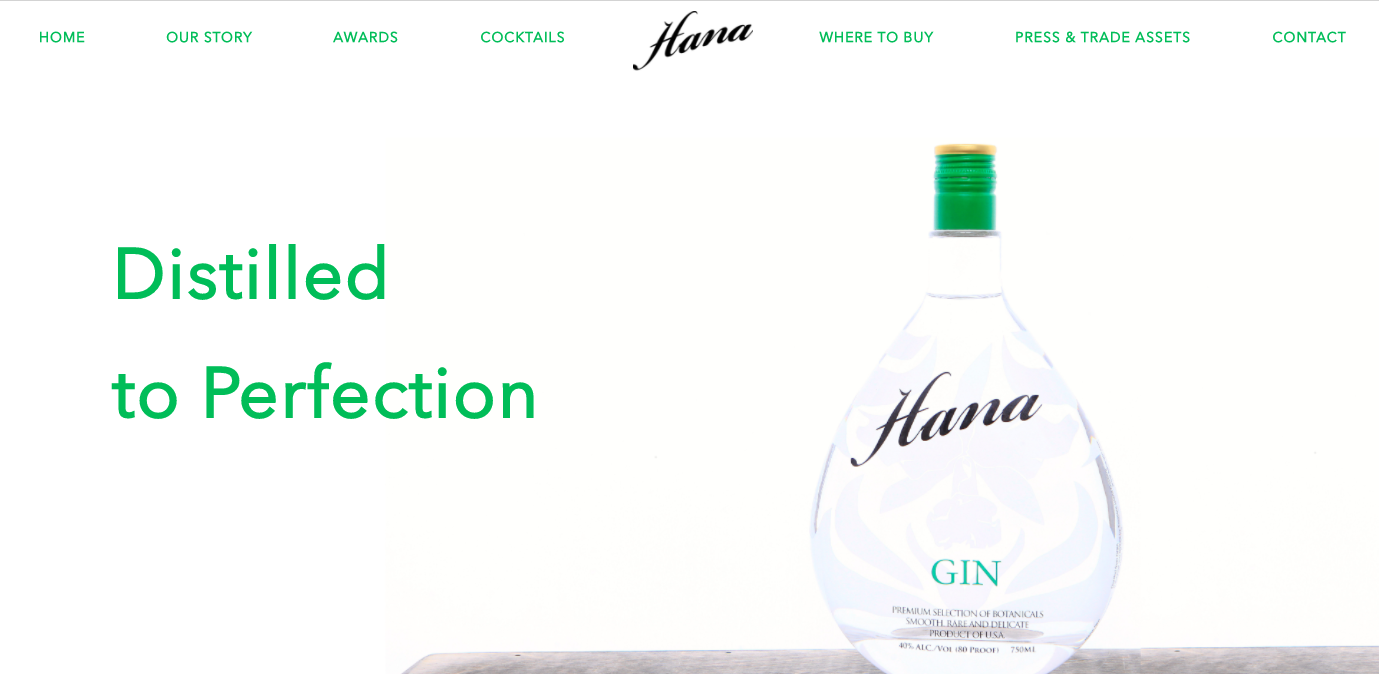 HOME
OUR STORY
AWARDS
COCKTAILS
Hana
WHERE TO BUY
PRESS & TRADE ASSETS
CONTACT
Distilled
to Perfection
Hana
GIN
PREMIUM SELECTION OF BOTANICALS
SMOOTH, RARE AND DELICATE
PRODUCT OF U.S.A.
40% ALC/VOL (80 PROOF) 750ML